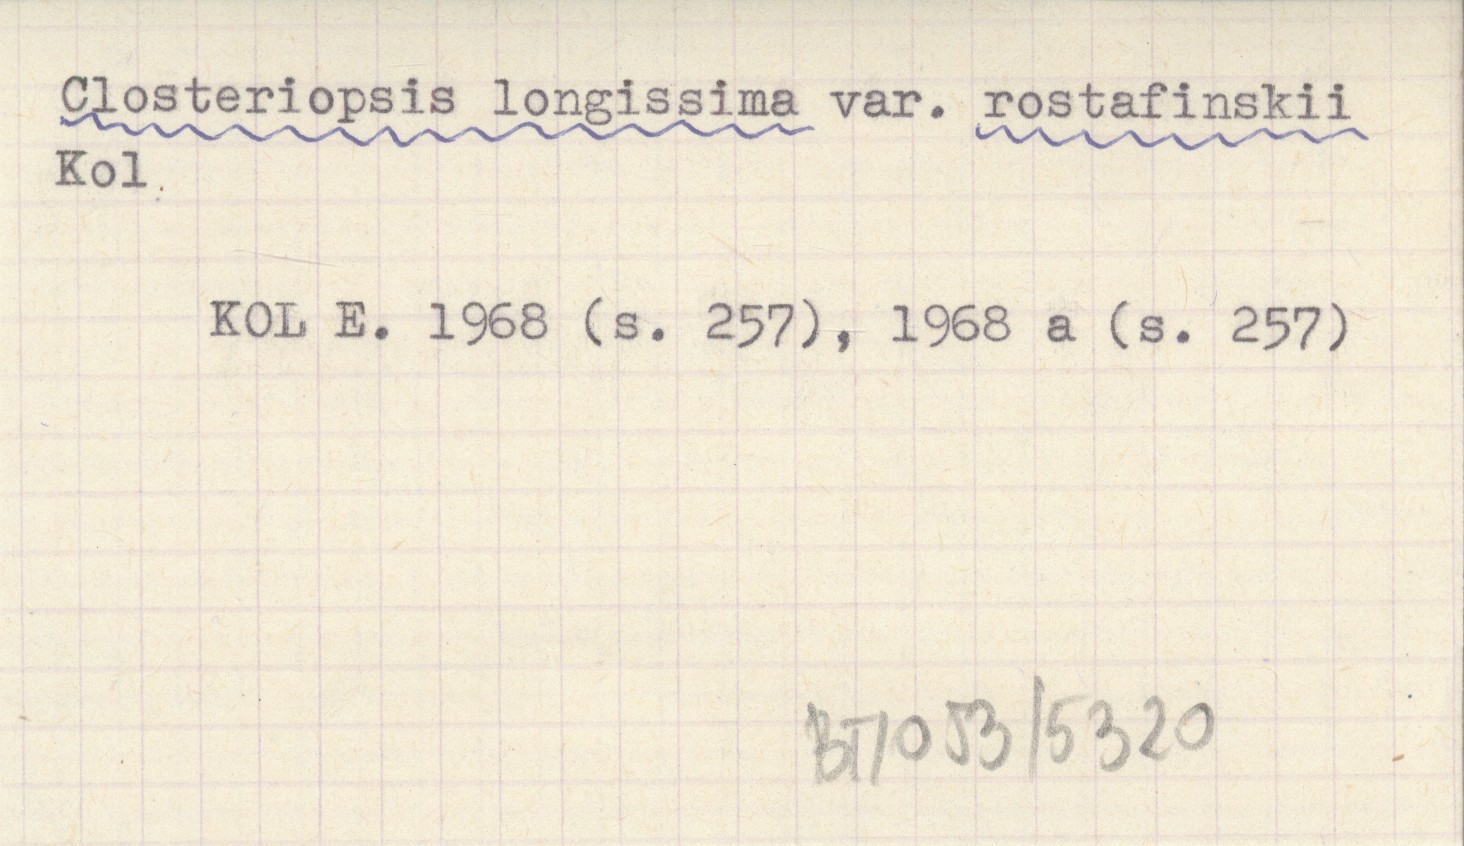 Closteriopsis longissima var. rostafinskii
Kol.
KOL E. 1968 (s. 257), 1968 a (s. 257)
BT/053/5320